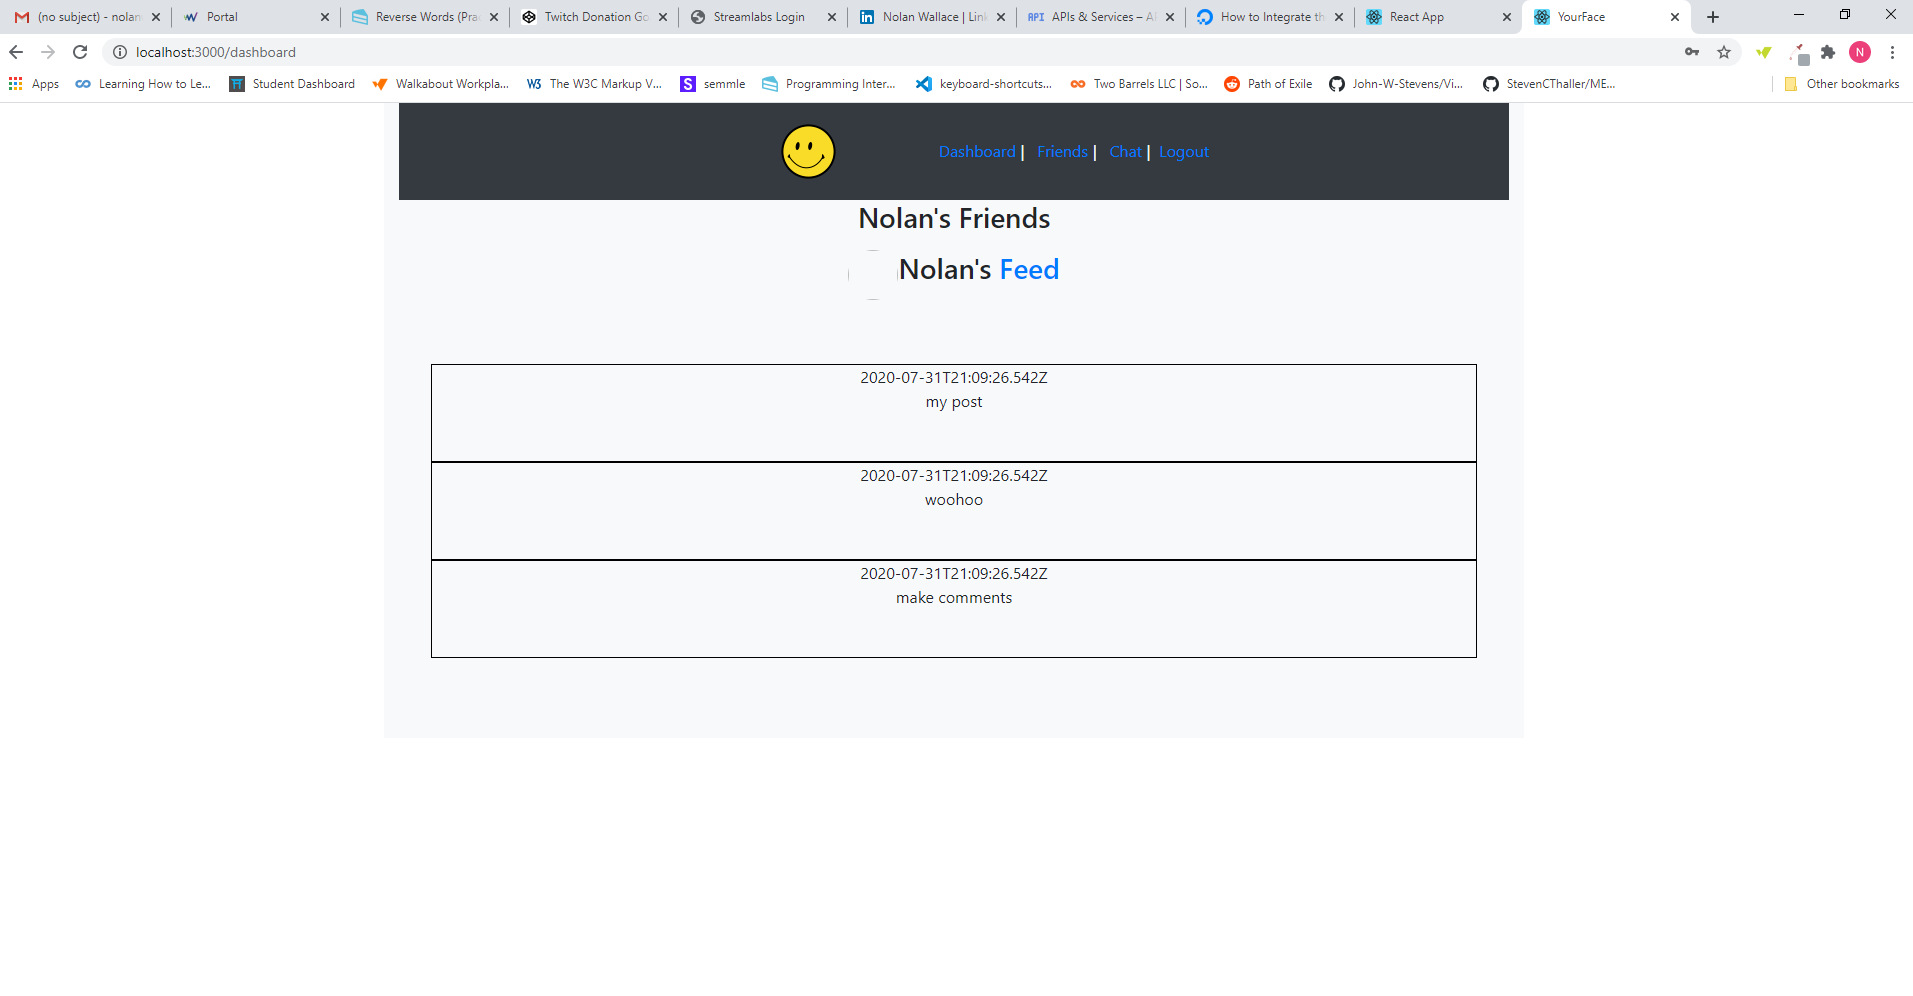 (no subject) - nolan
Portal
Reverse Words (Prac
Twitch Donation Go
Streamlabs Login
Nolan Wallace | Link
API APIs & Services – A
How to Integrate th
React App
YourFace
localhost:3000/dashboard
N
Apps
Learning How to Le...
Student Dashboard
Walkabout Workpla...
W3 The W3C Markup V...
S semmle
Programming Inter...
keyboard-shortcuts...
Two Barrels LLC | So...
Path of Exile
John-W-Stevens/Vi...
StevenCThaller/ME...
Other bookmarks
Dashboard | Friends | Chat | Logout
Nolan's Friends
Nolan's Feed
2020-07-31T21:09:26.542Z
my post
2020-07-31T21:09:26.542Z
woohoo
2020-07-31T21:09:26.542Z
make comments